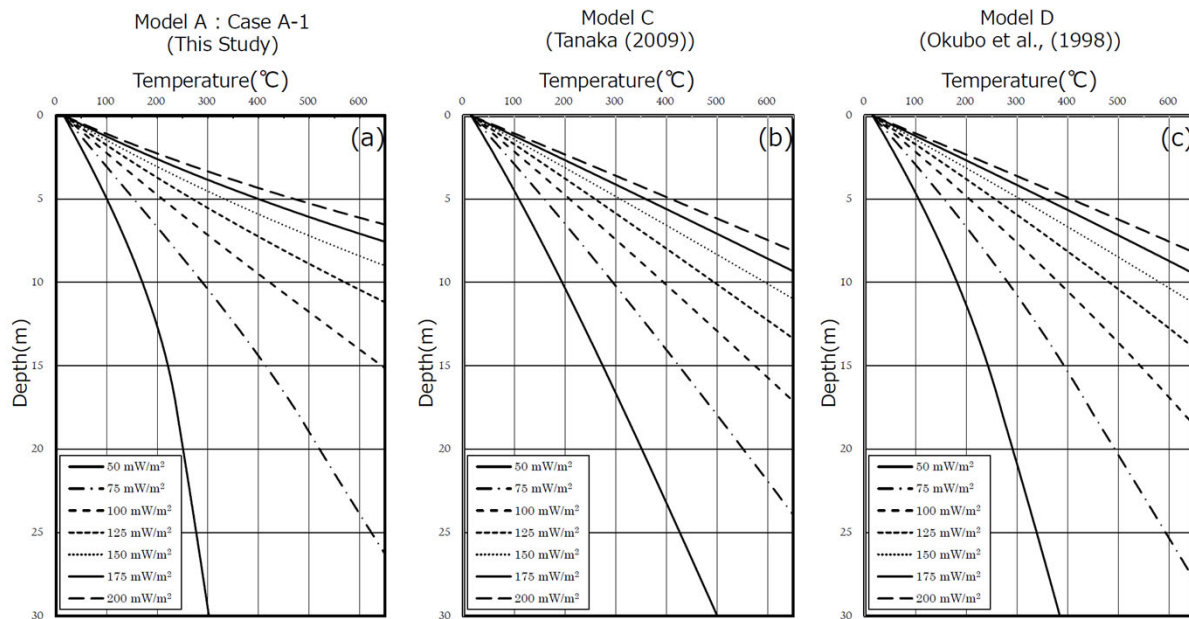 Model A : Case A-1
(This Study)
Temperature(℃)
0 100 200 300 400 500 600
0
5
10
15
20
25
30
Depth(m)
(a)
50 mW/m²
75 mW/m²
100 mW/m²
125 mW/m²
150 mW/m²
175 mW/m²
200 mW/m²
Model C
(Tanaka (2009))
Temperature(℃)
0 100 200 300 400 500 600
0
5
10
15
20
25
30
Depth(m)
(b)
50 mW/m²
75 mW/m²
100 mW/m²
125 mW/m²
150 mW/m²
175 mW/m²
200 mW/m²
Model D
(Okubo et al., (1998))
Temperature(℃)
0 100 200 300 400 500 600
0
5
10
15
20
25
30
Depth(m)
(c)
50 mW/m²
75 mW/m²
100 mW/m²
125 mW/m²
150 mW/m²
175 mW/m²
200 mW/m²